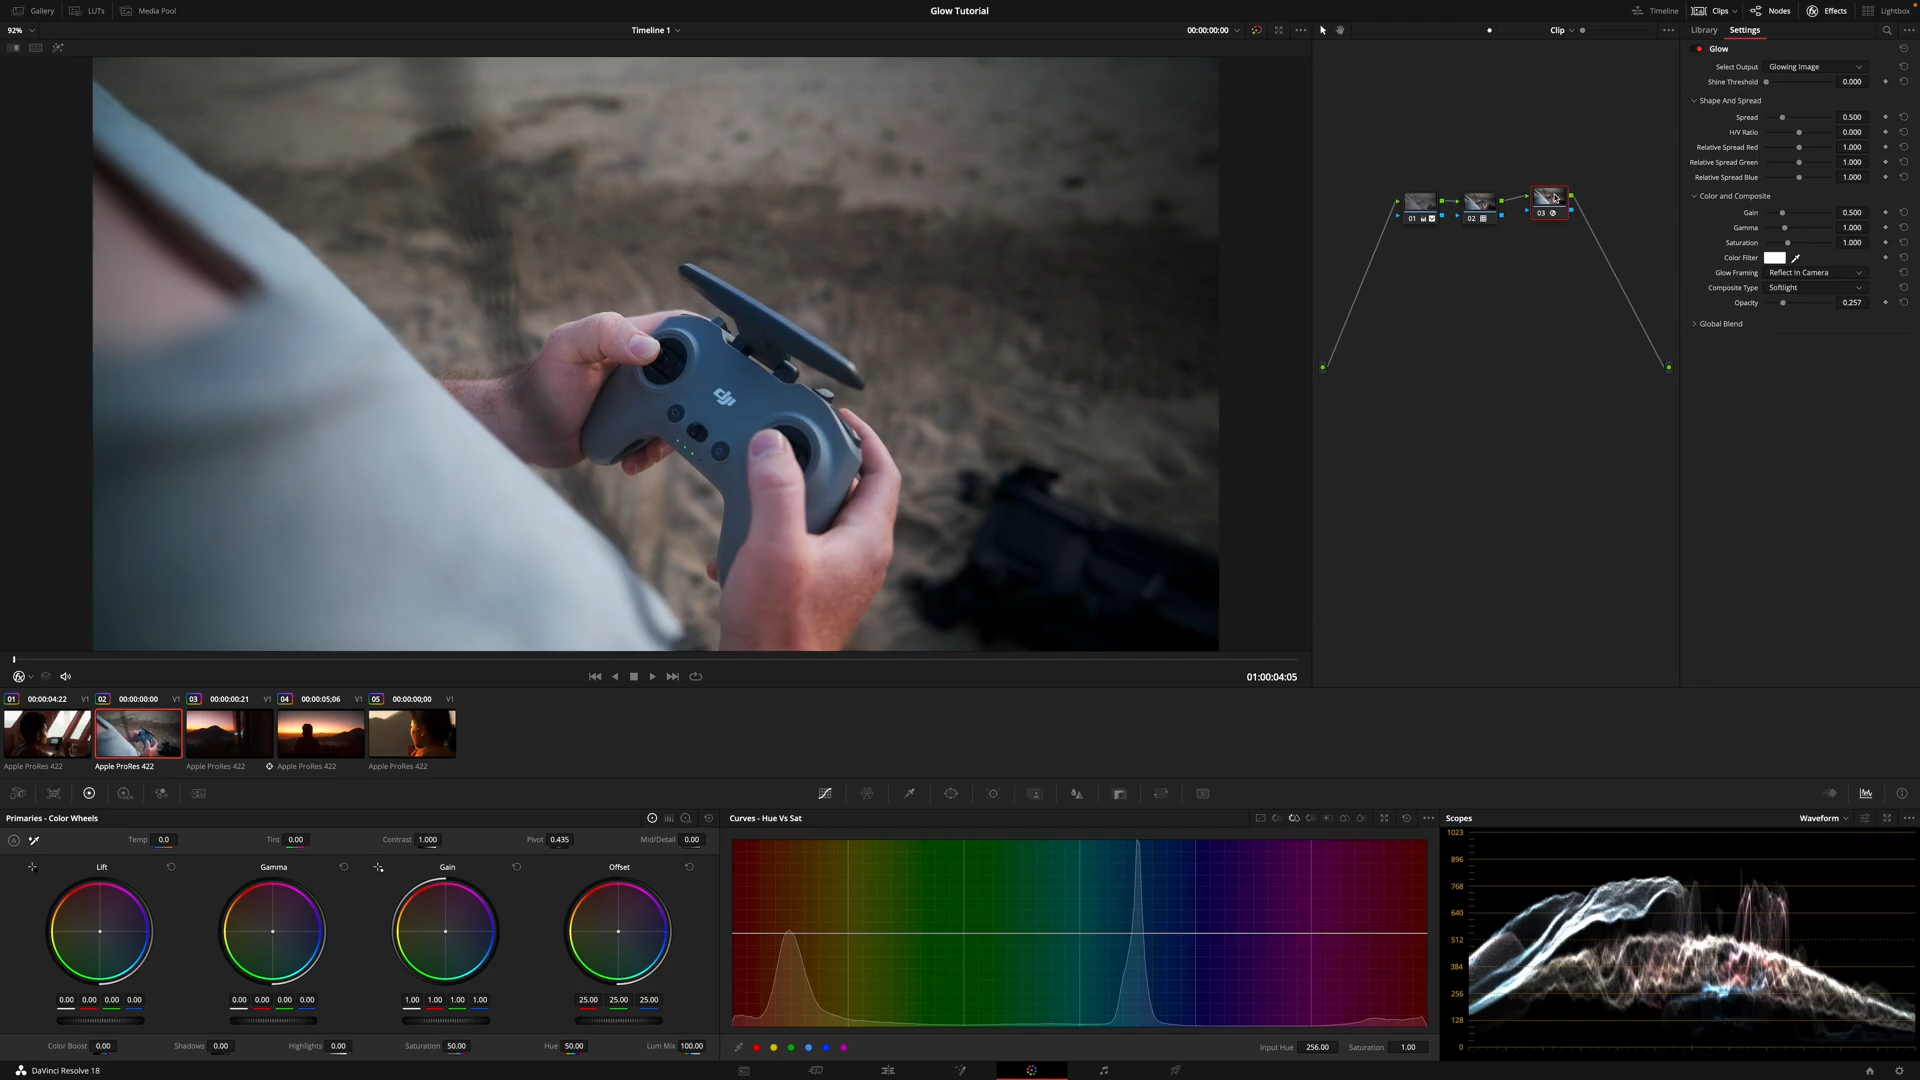 Gallery LUTs Media Pool Glow Tutorial Timeline Clips Nodes Effects Lightbox
92% Timeline 1 00:00:00:00 Clip Library Settings
Glow
Select Output Glowing Image
Shine Threshold 0.000
Shape And Spread
Spread 0.500
H/V Ratio 0.000
Relative Spread Red 1.000
Relative Spread Green 1.000
Relative Spread Blue 1.000
Color and Composite
Gain 0.500
Gamma 1.000
Saturation 1.000
Color Filter
Glow Framing Reflect In Camera
Composite Type Softlight
Opacity 0.257
Global Blend
01 02 03
dji
01:00:04:05
01 00:00:04:22 V1 02 00:00:00:00 V1 03 00:00:00:21 V1 04 00:00:05;06 V1 05 00:00:00;00 V1
Apple ProRes 422 Apple ProRes 422 Apple ProRes 422 Apple ProRes 422 Apple ProRes 422
Primaries - Color Wheels
A Temp 0.0 Tint 0.00 Contrast 1.000 Pivot 0.435 Mid/Detail 0.00
Lift Gamma Gain Offset
0.00 0.00 0.00 0.00 0.00 0.00 0.00 0.00 1.00 1.00 1.00 1.00 25.00 25.00 25.00
Color Boost 0.00 Shadows 0.00 Highlights 0.00 Saturation 50.00 Hue 50.00 Lum Mix 100.00
Curves - Hue Vs Sat
Input Hue 256.00 Saturation 1.00
Scopes Waveform
1023
896
768
640
512
384
256
128
0
DaVinci Resolve 18